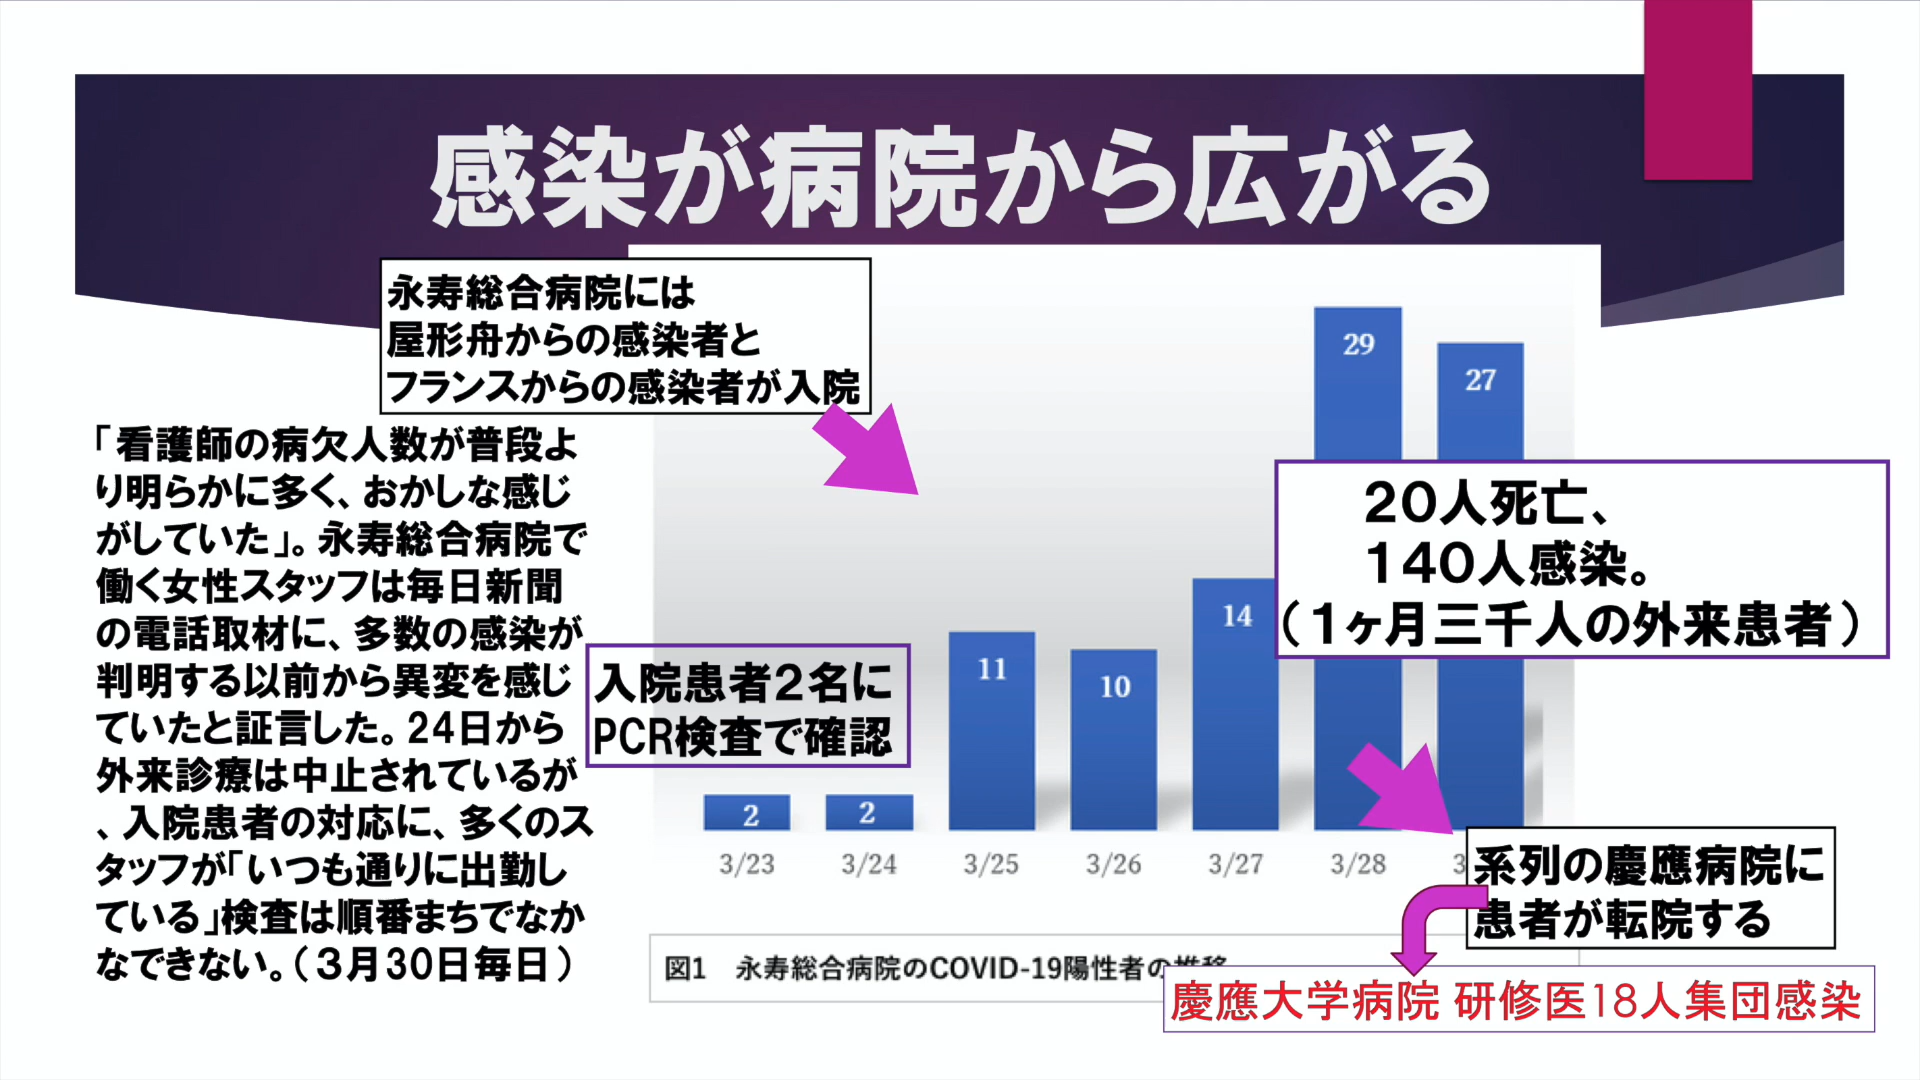 感染が病院から広がる
永寿総合病院には
屋形舟からの感染者と
フランスからの感染者が入院
「看護師の病欠人数が普段よ
り明らかに多く、おかしな感じ
がしていた」。永寿総合病院で
働く女性スタッフは毎日新聞
の電話取材に、多数の感染が
判明する以前から異変を感じ
ていたと証言した。24日から
外来診療は中止されているが
、入院患者の対応に、多くのス
タッフが「いつも通りに出勤し
ている」検査は順番まちでなか
なできない。（３月30日毎日）
入院患者２名に
PCR検査で確認
２０人死亡、
１４０人感染。
（１ヶ月三千人の外来患者）
2 2 11 10 14 29 27
3/23 3/24 3/25 3/26 3/27 3/28
系列の慶應病院に
患者が転院する
図1　永寿総合病院のCOVID-19陽性者の推移
慶應大学病院 研修医18人集団感染